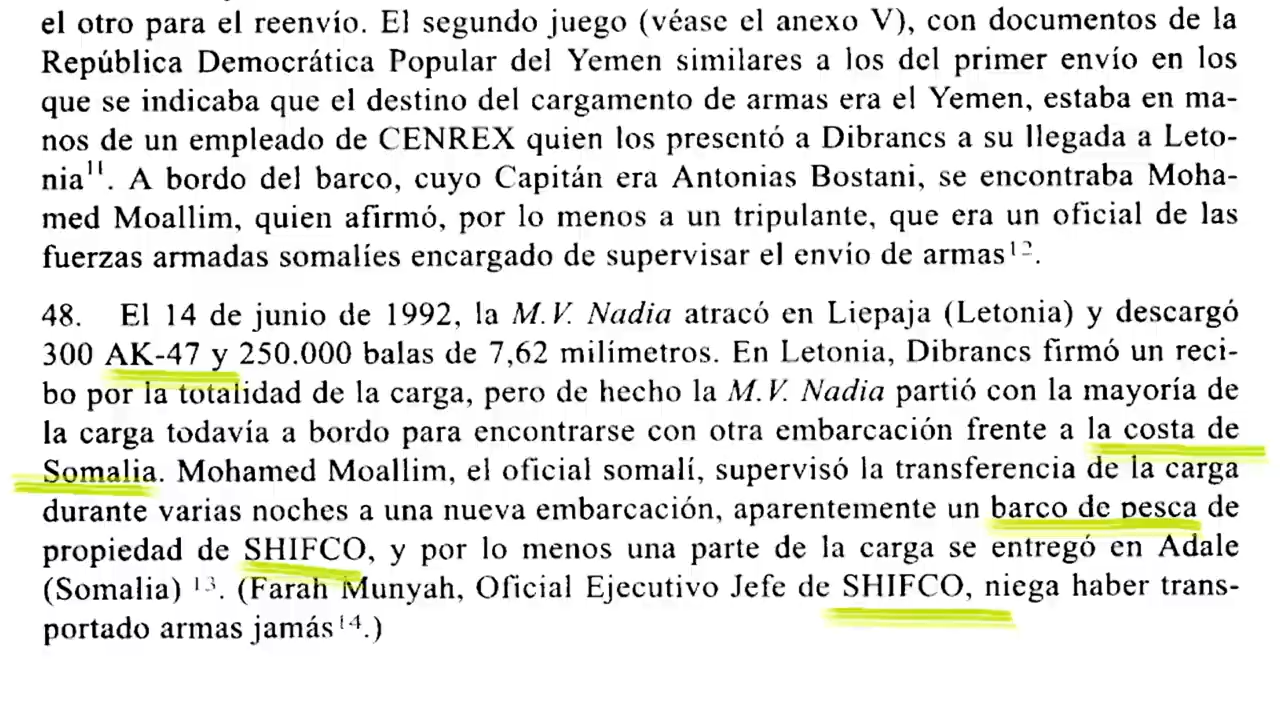 el otro para el reenvío. El segundo juego (véase el anexo V), con documentos de la
República Democrática Popular del Yemen similares a los del primer envío en los
que se indicaba que el destino del cargamento de armas era el Yemen, estaba en ma-
nos de un empleado de CENREX quien los presentó a Dibrancs a su llegada a Leto-
nia¹¹. A bordo del barco, cuyo Capitán era Antonias Bostani, se encontraba Moha-
med Moallim, quien afirmó, por lo menos a un tripulante, que era un oficial de las
fuerzas armadas somalíes encargado de supervisar el envío de armas¹².
48. El 14 de junio de 1992, la M.V. Nadia atracó en Liepaja (Letonia) y descargó
300 AK-47 y 250.000 balas de 7,62 milímetros. En Letonia, Dibrancs firmó un reci-
bo por la totalidad de la carga, pero de hecho la M.V. Nadia partió con la mayoría de
la carga todavía a bordo para encontrarse con otra embarcación frente a la costa de
Somalia. Mohamed Moallim, el oficial somalí, supervisó la transferencia de la carga
durante varias noches a una nueva embarcación, aparentemente un barco de pesca de
propiedad de SHIFCO, y por lo menos una parte de la carga se entregó en Adale
(Somalia) ¹³. (Farah Munyah, Oficial Ejecutivo Jefe de SHIFCO, niega haber trans-
portado armas jamás¹⁴.)